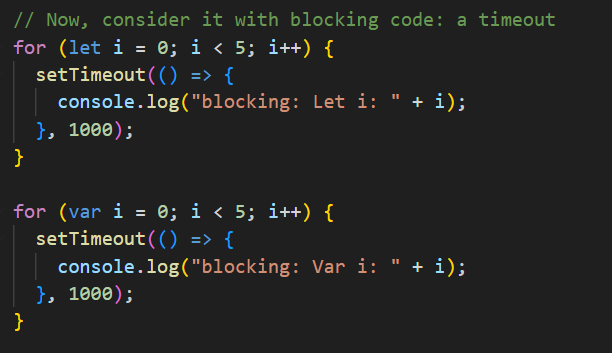 // Now, consider it with blocking code: a timeout
for (let i = 0; i < 5; i++) {
  setTimeout(() => {
    console.log("blocking: Let i: " + i);
  }, 1000);
}

for (var i = 0; i < 5; i++) {
  setTimeout(() => {
    console.log("blocking: Var i: " + i);
  }, 1000);
}